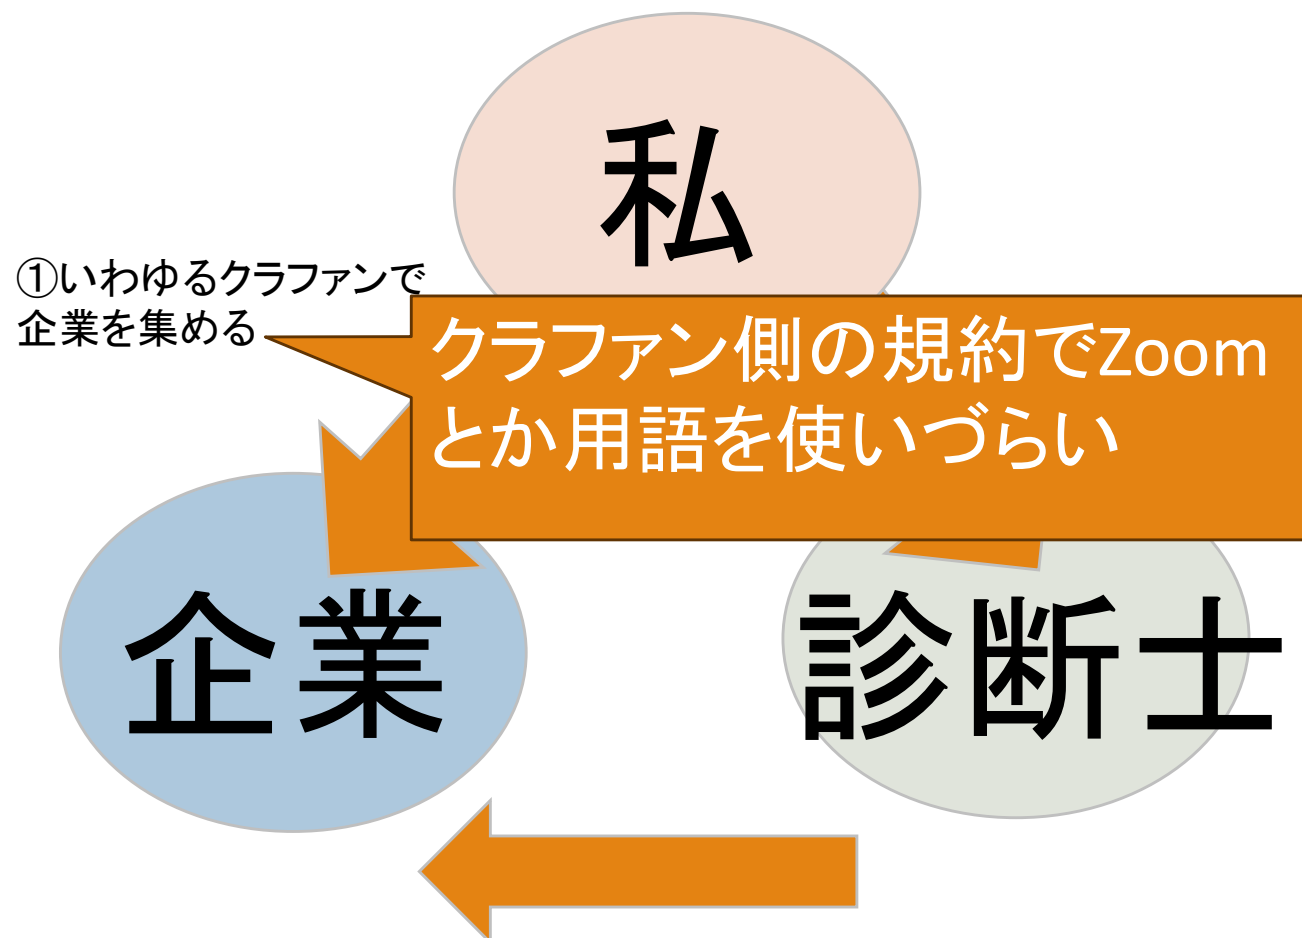 私
①いわゆるクラファンで
企業を集める
クラファン側の規約でZoom
とか用語を使いづらい
企業
診断士